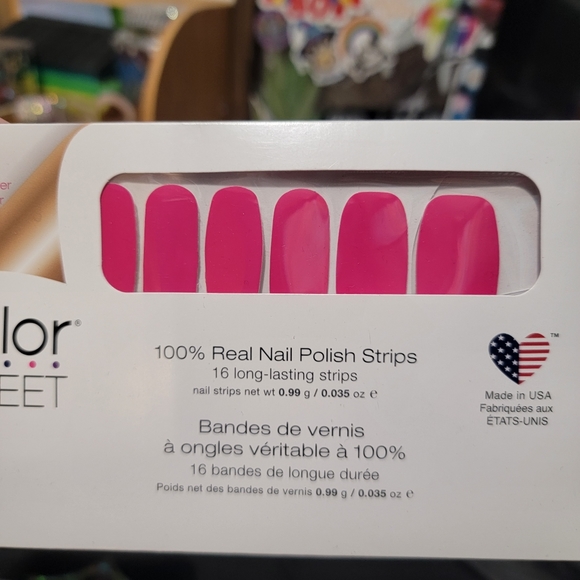 er
r
lor®
EET
100% Real Nail Polish Strips
16 long-lasting strips
nail strips net wt 0.99 g / 0.035 oz ℮
Bandes de vernis
à ongles véritable à 100%
16 bandes de longue durée
Poids net des bandes de vernis 0.99 g / 0.035 oz ℮
™
Made in USA
Fabriquées aux
ÉTATS-UNIS